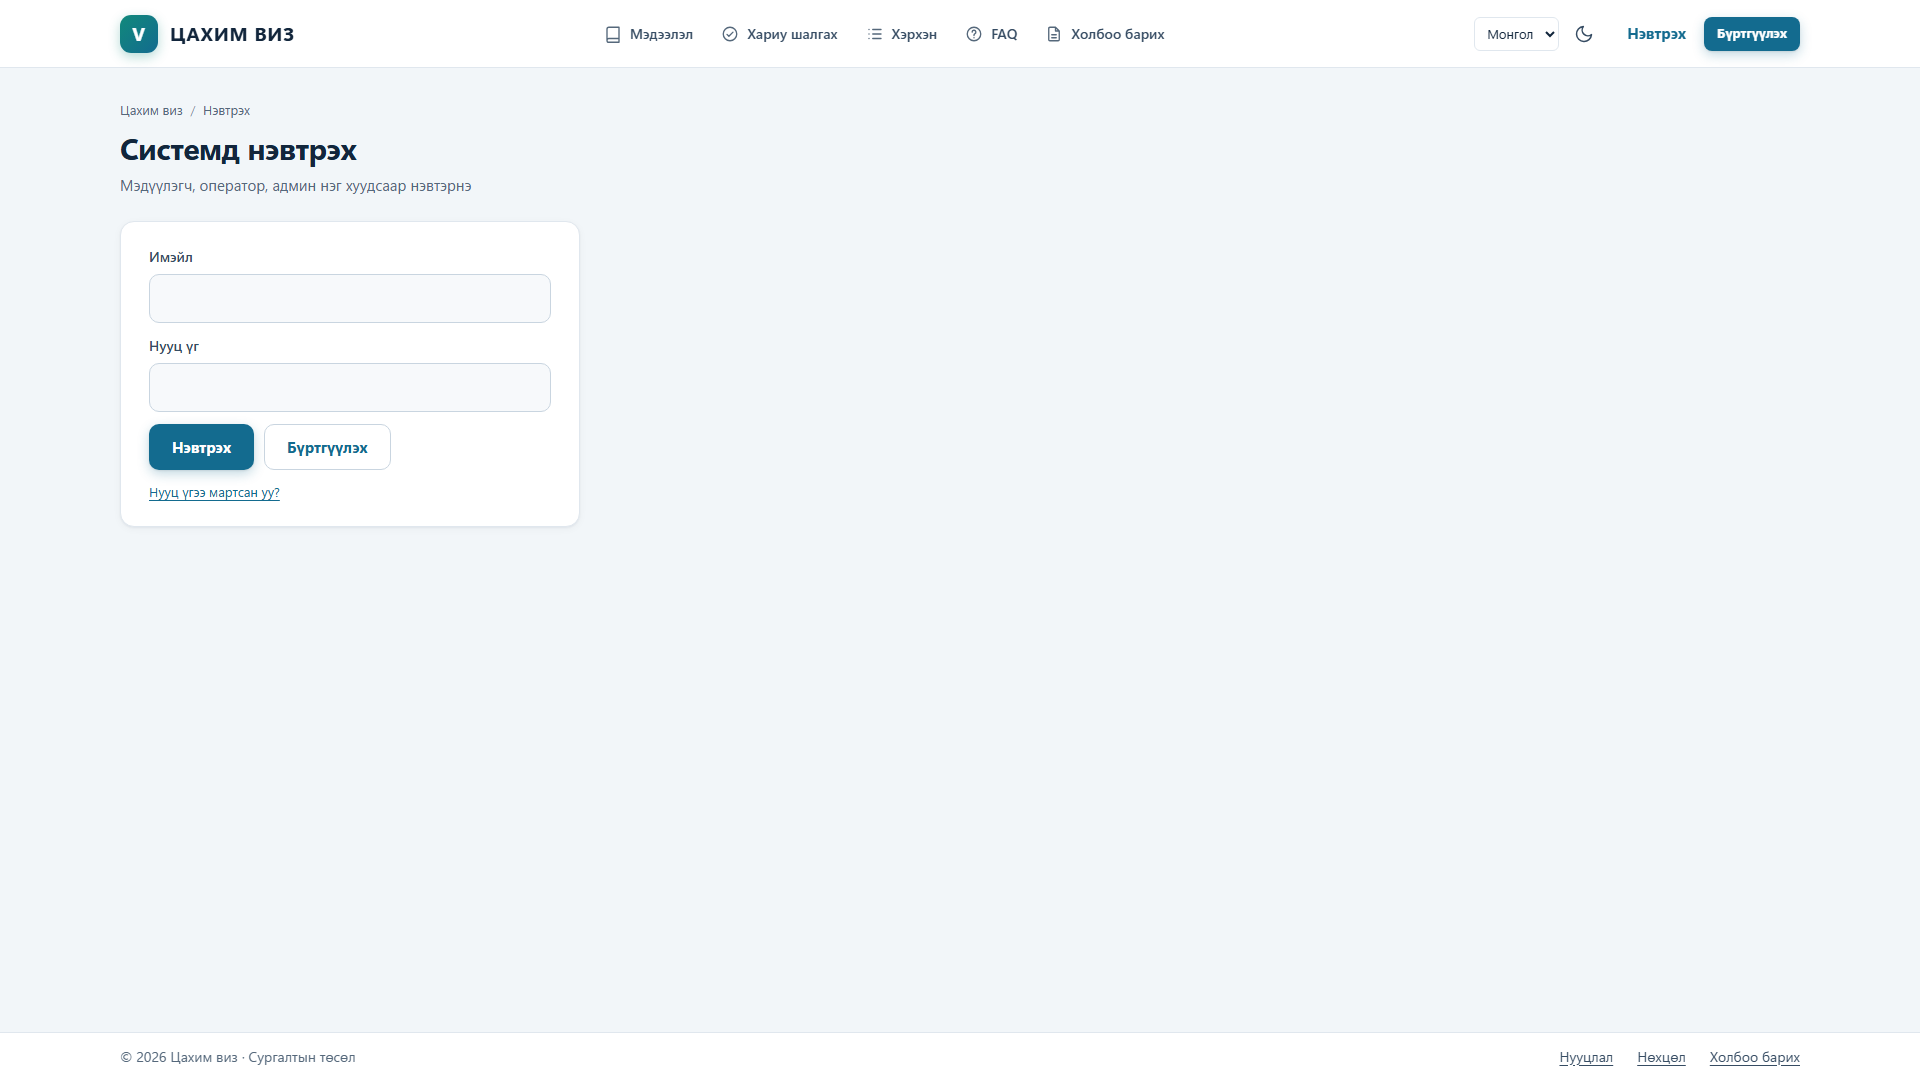 V ЦАХИМ ВИЗ
Мэдээлэл
Хариу шалгах
Хэрхэн
FAQ
Холбоо барих
Монгол
Нэвтрэх
Бүртгүүлэх
Цахим виз / Нэвтрэх
Системд нэвтрэх
Мэдүүлэгч, оператор, админ нэг хуудсаар нэвтэрнэ
Имэйл
Нууц үг
Нэвтрэх
Бүртгүүлэх
Нууц үгээ мартсан уу?
© 2026 Цахим виз · Сургалтын төсөл
Нууцлал
Нөхцөл
Холбоо барих